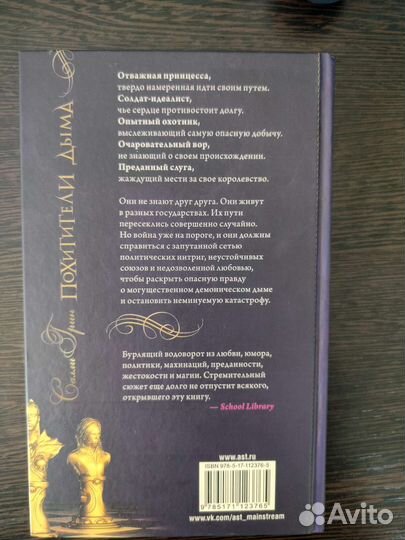 Отважная принцесса,
твердо намеренная идти своим путем.
Солдат-идеалист,
чье сердце противостоит долгу.
Опытный охотник,
выслеживающий самую опасную добычу.
Очаровательный вор,
не знающий о своем происхождении.
Преданный слуга,
жаждущий мести за свое королевство.
Они не знают друг друга. Они живут
в разных государствах. Их пути
пересеклись совершенно случайно.
Но война уже на пороге, и они должны
справиться с запутанной сетью
политических интриг, неустойчивых
союзов и недозволенной любовью,
чтобы раскрыть опасную правду
о могущественном демоническом дыме
и остановить неминуемую катастрофу.
Бурлящий водоворот из любви, юмора,
политики, махинаций, преданности,
жестокости и магии. Стремительный
сюжет еще долго не отпустит всякого,
открывшего эту книгу.
— School Library
Салли Грин ПОХИТИТЕЛИ ДЫМА
www.ast.ru
ISBN 978-5-17-112376-5
9 785171 123765
www.vk.com/ast_mainstream
Avito